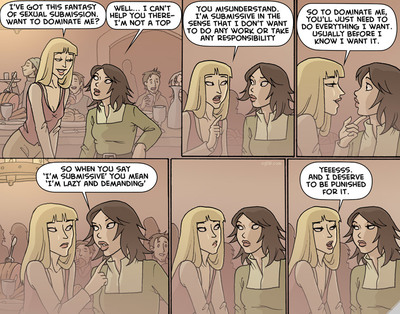 I'VE GOT THIS FANTASY
OF SEXUAL SUBMISSION.
WANT TO DOMINATE ME?
WELL... I CAN'T
HELP YOU THERE-
I'M NOT A TOP
YOU MISUNDERSTAND.
I'M SUBMISSIVE IN THE
SENSE THAT I DON'T WANT
TO DO ANY WORK OR TAKE
ANY RESPONSIBILITY
SO TO DOMINATE ME,
YOU'LL JUST NEED TO
DO EVERYTHING I WANT.
USUALLY BEFORE I
KNOW I WANT IT.
SO WHEN YOU SAY
'I'M SUBMISSIVE' YOU MEAN
'I'M LAZY AND DEMANDING'
YEEESSS.
AND I DESERVE
TO BE PUNISHED
FOR IT.